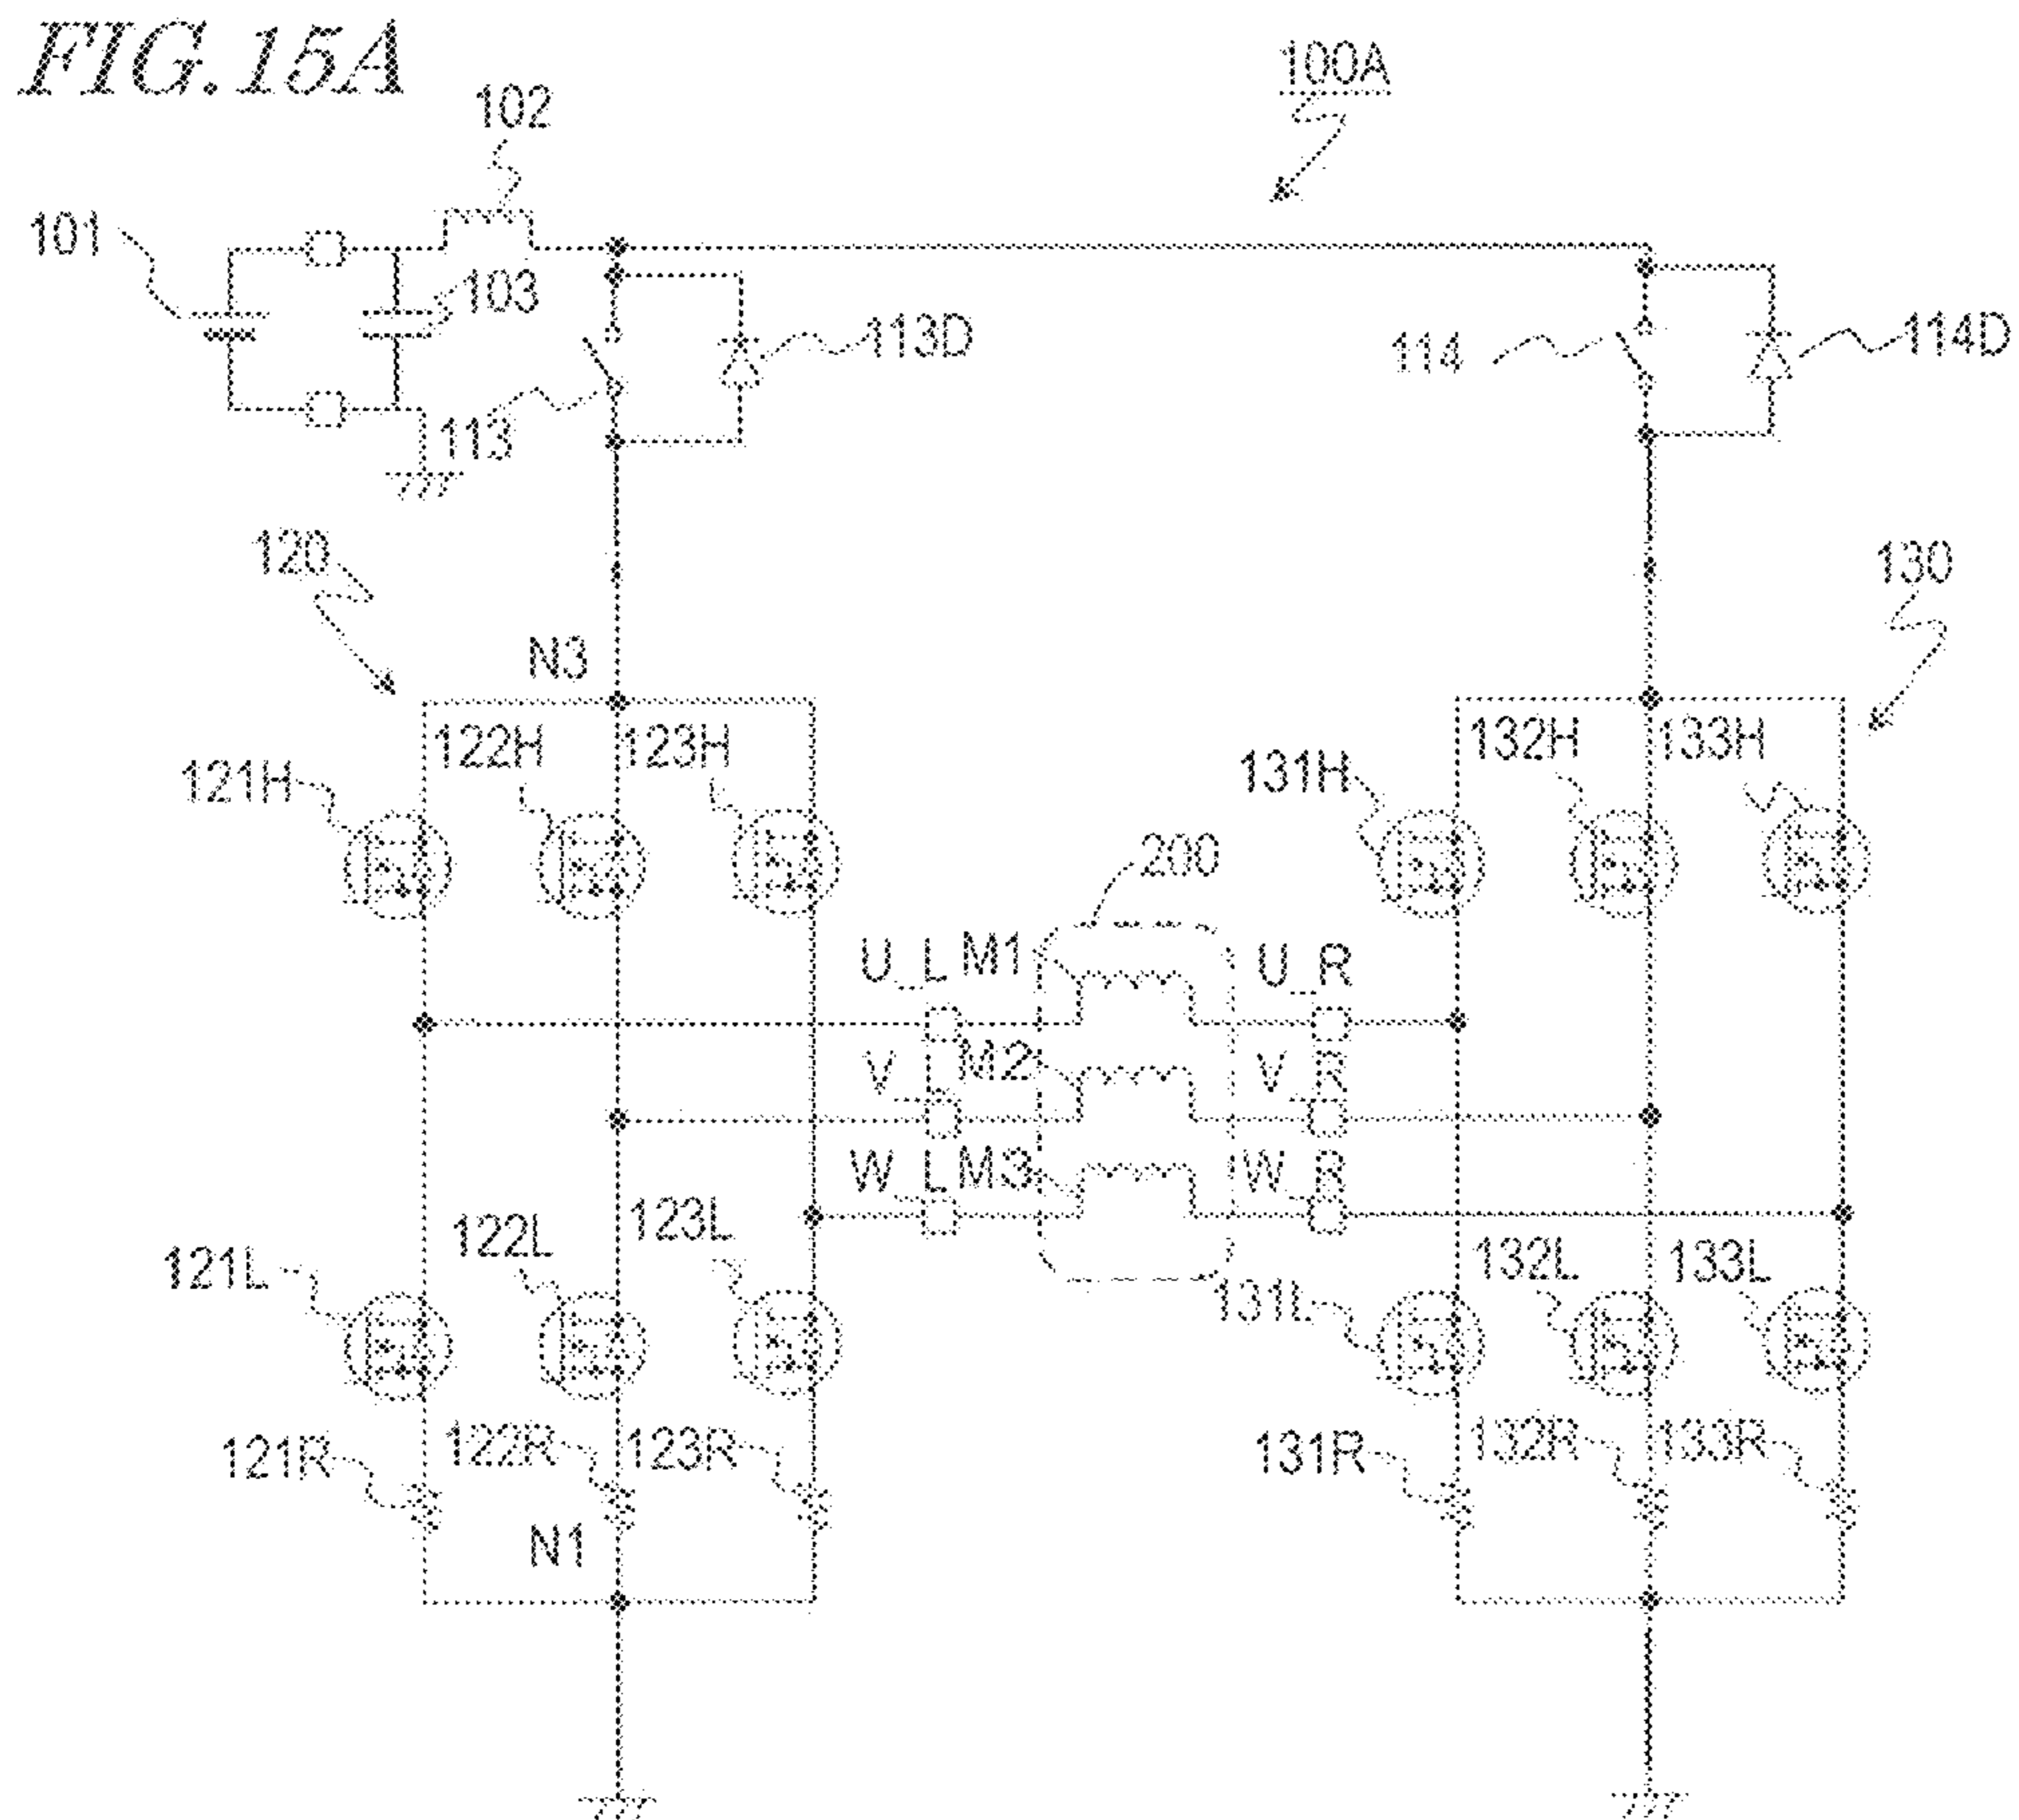 FIG.15A
100A
102
101
103
113D
114
114D
113
120
130
N3
122H
123H
132H
133H
121H
131H
200
U_L
M1
U_R
V_L
M2
V_R
W_L
M3
W_R
121L
122L
123L
131L
132L
133L
121R
122R
123R
131R
132R
133R
N1